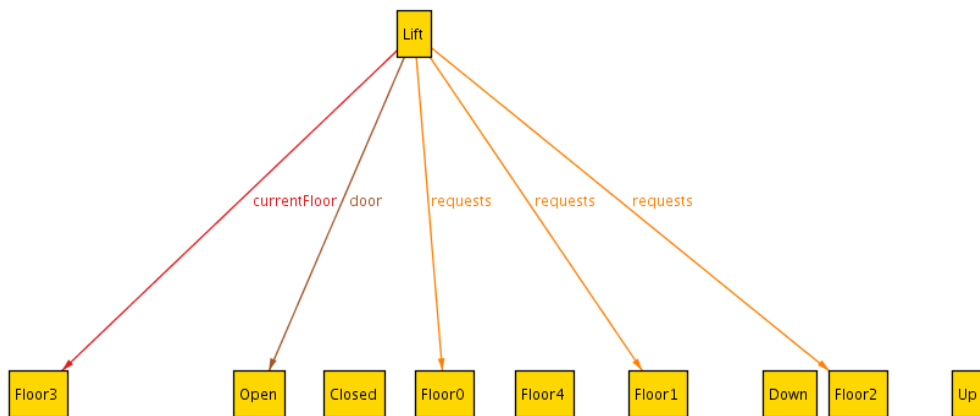 Lift
currentFloor
door
requests
requests
requests
Floor3
Open
Closed
Floor0
Floor4
Floor1
Down
Floor2
Up